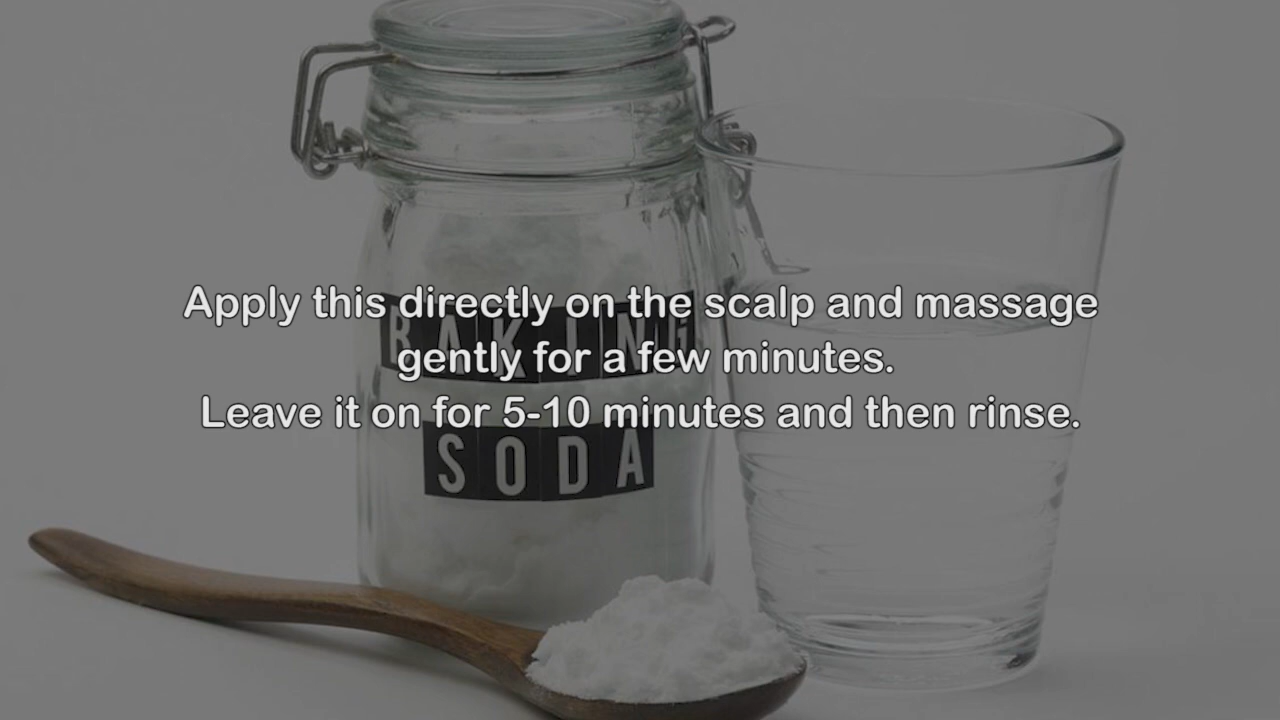 Apply this directly on the scalp and massage
gently for a few minutes.
Leave it on for 5-10 minutes and then rinse.
BAKING
SODA